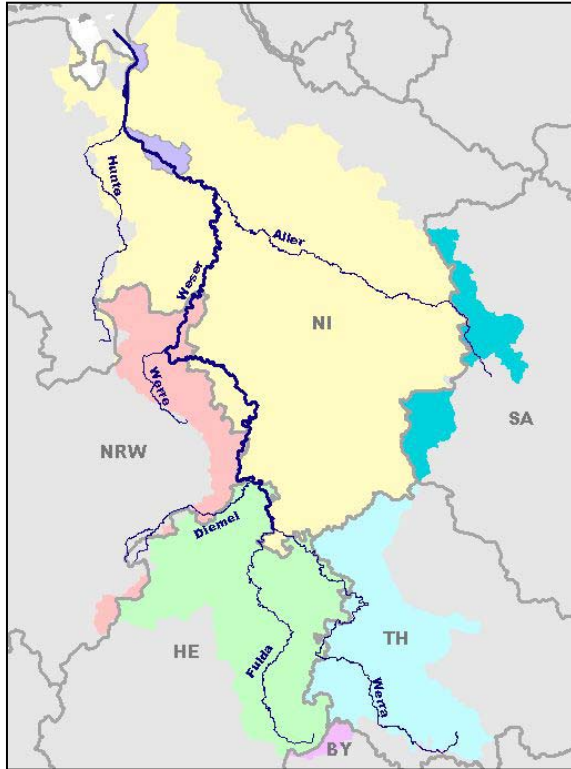 Hunte
Aller
Weser
NI
Werre
SA
NRW
Diemel
HE
Fulda
TH
Werra
BY